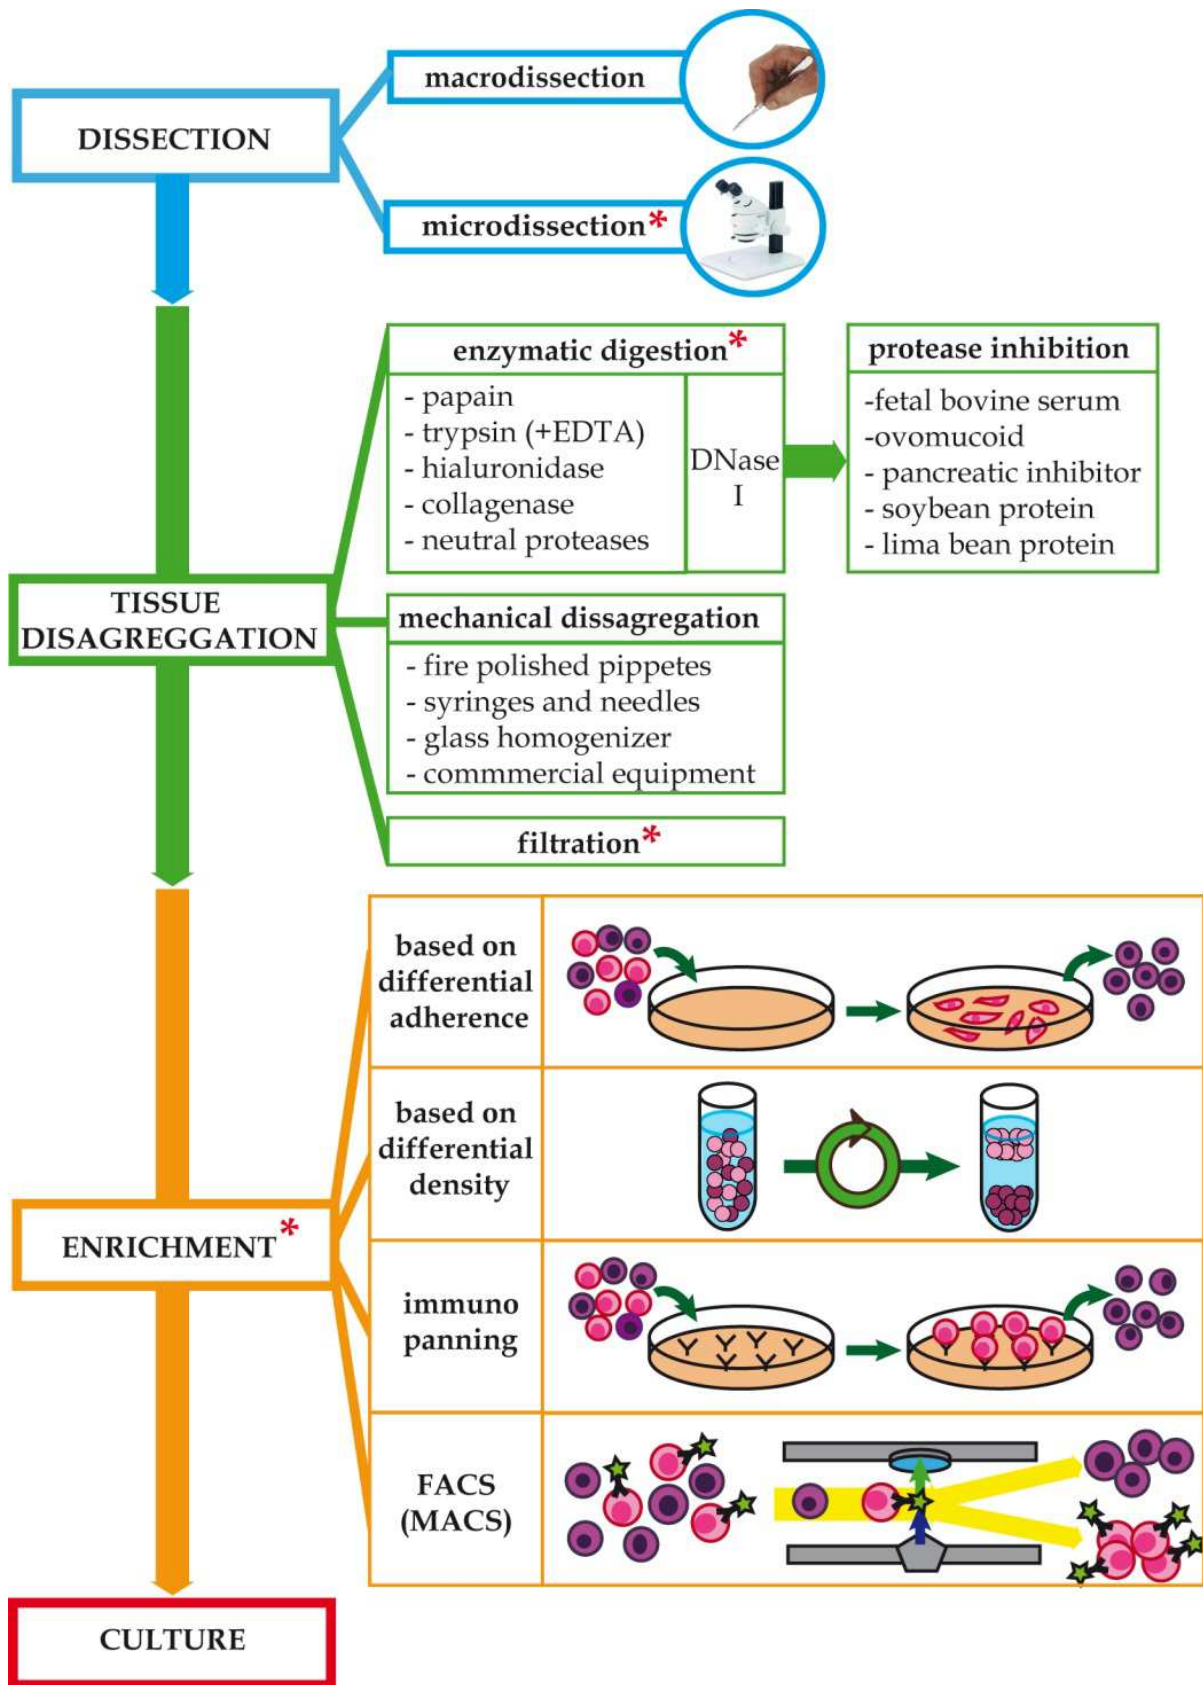 macrodissection
DISSECTION
microdissection*
enzymatic digestion*
- papain
- trypsin (+EDTA)
- hialuronidase
- collagenase
- neutral proteases
DNase
I
protease inhibition
-fetal bovine serum
-ovomucoid
- pancreatic inhibitor
- soybean protein
- lima bean protein
TISSUE
DISAGREGGATION
mechanical dissagregation
- fire polished pippetes
- syringes and needles
- glass homogenizer
- commmercial equipment
filtration*
based on
differential
adherence
based on
differential
density
ENRICHMENT*
immuno
panning
FACS
(MACS)
CULTURE